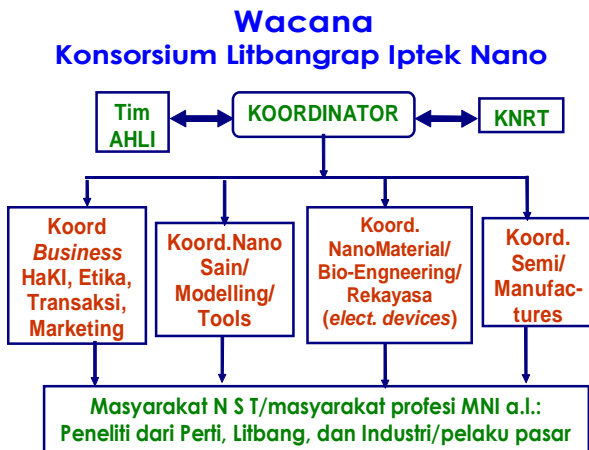 Wacana
Konsorsium Litbangrap Iptek Nano
Tim
AHLI
KOORDINATOR
KNRT
Koord
Business
HaKI, Etika,
Transaksi,
Marketing
Koord.Nano
Sain/
Modelling/
Tools
Koord.
NanoMaterial/
Bio-Engneering/
Rekayasa
(elect. devices)
Koord.
Semi/
Manufac-
tures
Masyarakat N S T/masyarakat profesi MNI a.l.:
Peneliti dari Perti, Litbang, dan Industri/pelaku pasar